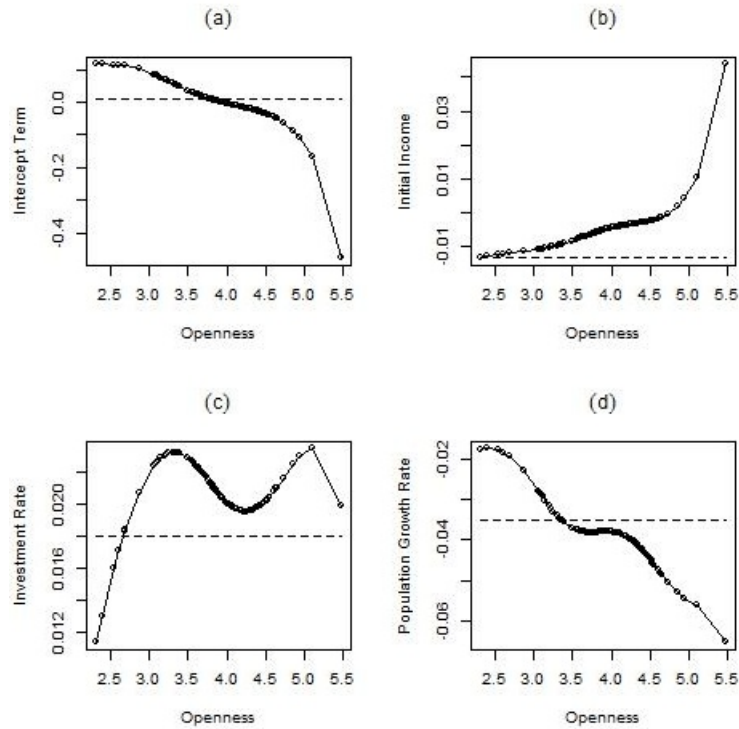 (a)
Intercept Term
0.0
-0.2
-0.4
2.5 3.0 3.5 4.0 4.5 5.0 5.5
Openness
(b)
Initial Income
0.03
0.01
-0.01
2.5 3.0 3.5 4.0 4.5 5.0 5.5
Openness
(c)
Investment Rate
0.020
0.016
0.012
2.5 3.0 3.5 4.0 4.5 5.0 5.5
Openness
(d)
Population Growth Rate
-0.02
-0.04
-0.06
2.5 3.0 3.5 4.0 4.5 5.0 5.5
Openness